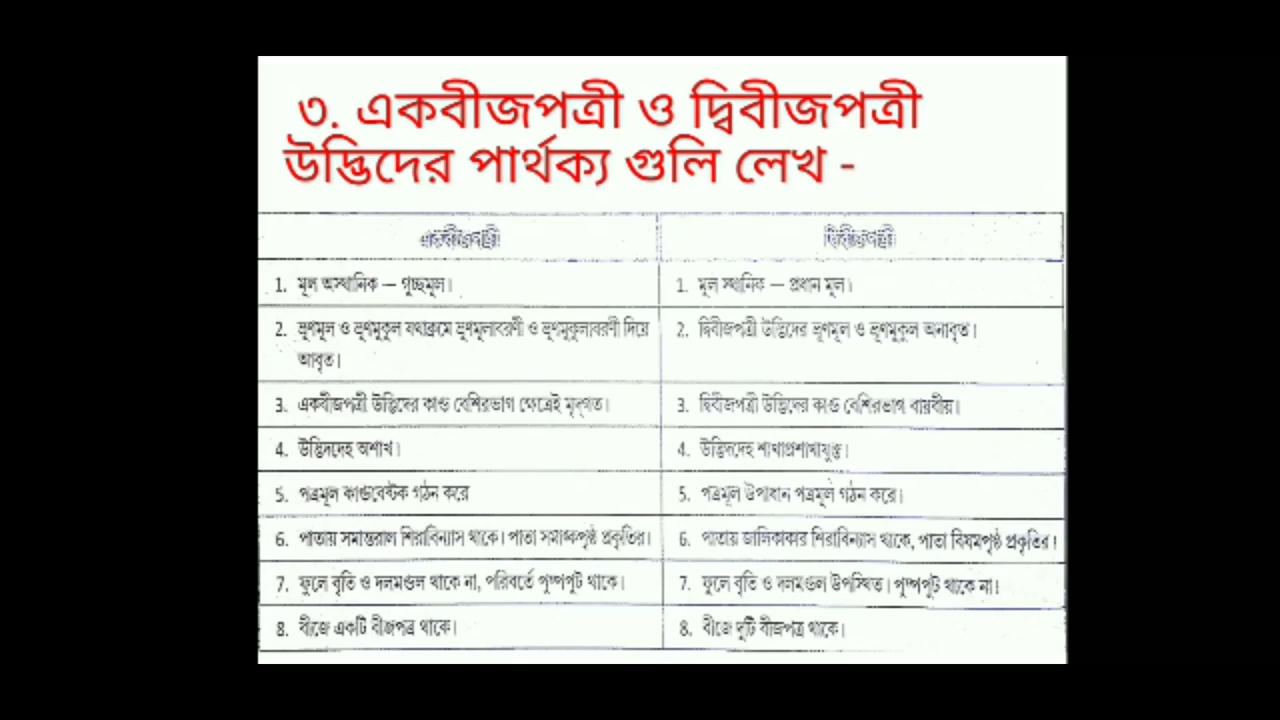 ৩. একবীজপত্রী ও দ্বিবীজপত্রী
উদ্ভিদের পার্থক্য গুলি লেখ -
একবীজপত্রী
দ্বিবীজপত্রী
1. মূল অস্থানিক — গুচ্ছমূল।
1. মূল স্থানিক — প্রধান মূল।
2. ভ্রূণমূল ও ভ্রূণমুকুল যথাক্রমে ভ্রূণমূলাবরণী ও ভ্রূণমুকুলাবরণী দিয়ে
আবৃত।
2. দ্বিবীজপত্রী উদ্ভিদের ভ্রূণমূল ও ভ্রূণমুকুল অনাবৃত।
3. একবীজপত্রী উদ্ভিদের কাণ্ড বেশিরভাগ ক্ষেত্রেই মৃদ্‌গত।
3. দ্বিবীজপত্রী উদ্ভিদের কাণ্ড বেশিরভাগ বায়বীয়।
4. উদ্ভিদদেহ অশাখ।
4. উদ্ভিদদেহ শাখাপ্রশাখাযুক্ত।
5. পত্রমূল কাণ্ডবেষ্টক গঠন করে
5. পত্রমূল উপাধান পত্রমূল গঠন করে।
6. পাতায় সমান্তরাল শিরাবিন্যাস থাকে। পাতা সমাঙ্কপৃষ্ঠ প্রকৃতির।
6. পাতায় জালিকাকার শিরাবিন্যাস থাকে, পাতা বিষমপৃষ্ঠ প্রকৃতির।
7. ফুলে বৃতি ও দলমণ্ডল থাকে না, পরিবর্তে পুষ্পপুট থাকে।
7. ফুলে বৃতি ও দলমণ্ডল উপস্থিত। পুষ্পপুট থাকে না।
8. বীজে একটি বীজপত্র থাকে।
8. বীজে দুটি বীজপত্র থাকে।